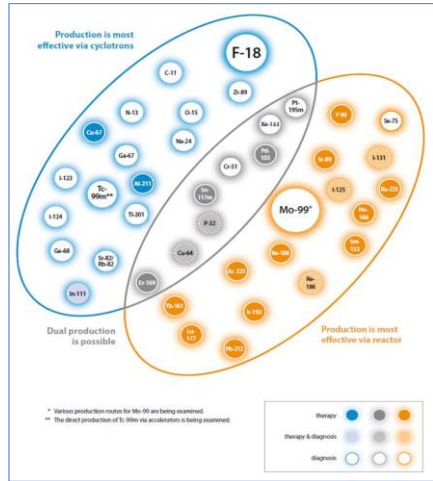 Production is most
effective via cyclotrons
F-18
C-11
Zr-89
Pt-
195m
N-13
O-15
Xe-133
Y-90
Se-75
Cu-67
Na-24
Pd-
103
Ga-67
Cr-51
Sr-89
I-131
I-123
Tc-
99m**
At-211
Sn-
117m
I-125
Mo-99*
Ho-
166
I-124
Tl-201
P-32
Sm-
153
Ge-68
Sr-82/
Rb-82
Cu-64
Re-188
Re-
186
In-111
Er-169
Ac-225
Tb-161
Ir-192
Dual production
is possible
Lu-
177
Pb-212
Production is most
effective via reactor
* Various production routes for Mo-99 are being examined.
** The direct production of Tc-99m via accelerators is being examined.
therapy
therapy & diagnosis
diagnosis